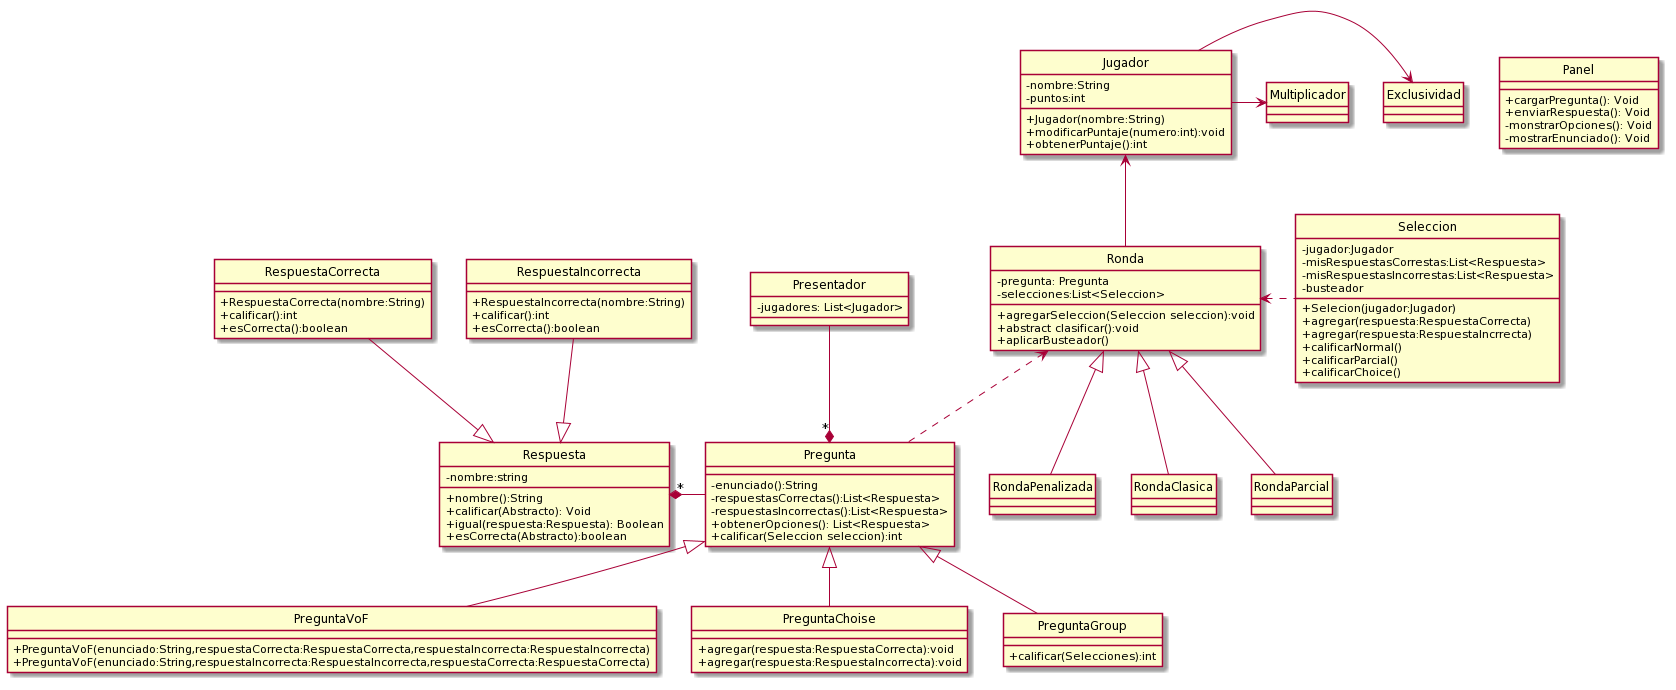 Jugador
-nombre:String
-puntos:int
+Jugador(nombre:String)
+modificarPuntaje(numero:int):void
+obtenerPuntaje():int
Multiplicador
Exclusividad
Panel
+cargarPregunta(): Void
+enviarRespuesta(): Void
-monstrarOpciones(): Void
-mostrarEnunciado(): Void
RespuestaCorrecta
+RespuestaCorrecta(nombre:String)
+calificar():int
+esCorrecta():boolean
RespuestaIncorrecta
+RespuestaIncorrecta(nombre:String)
+calificar():int
+esCorrecta():boolean
Presentador
-jugadores: List<Jugador>
Ronda
-pregunta: Pregunta
-selecciones:List<Seleccion>
+agregarSeleccion(Seleccion seleccion):void
+abstract clasificar():void
+aplicarBusteador()
Seleccion
-jugador:Jugador
-misRespuestasCorrestas:List<Respuesta>
-misRespuestasIncorrestas:List<Respuesta>
-busteador
+Selecion(jugador:Jugador)
+agregar(respuesta:RespuestaCorrecta)
+agregar(respuesta:RespuestaIncrrecta)
+calificarNormal()
+calificarParcial()
+calificarChoice()
*
Respuesta
-nombre:string
+nombre():String
+calificar(Abstracto): Void
+igual(respuesta:Respuesta): Boolean
+esCorrecta(Abstracto):boolean
*
Pregunta
-enunciado():String
-respuestasCorrectas():List<Respuesta>
-respuestasIncorrectas():List<Respuesta>
+obtenerOpciones(): List<Respuesta>
+calificar(Seleccion seleccion):int
RondaPenalizada
RondaClasica
RondaParcial
PreguntaVoF
+PreguntaVoF(enunciado:String,respuestaCorrecta:RespuestaCorrecta,respuestaIncorrecta:RespuestaIncorrecta)
+PreguntaVoF(enunciado:String,respuestaIncorrecta:RespuestaIncorrecta,respuestaCorrecta:RespuestaCorrecta)
PreguntaChoise
+agregar(respuesta:RespuestaCorrecta):void
+agregar(respuesta:RespuestaIncorrecta):void
PreguntaGroup
+calificar(Selecciones):int